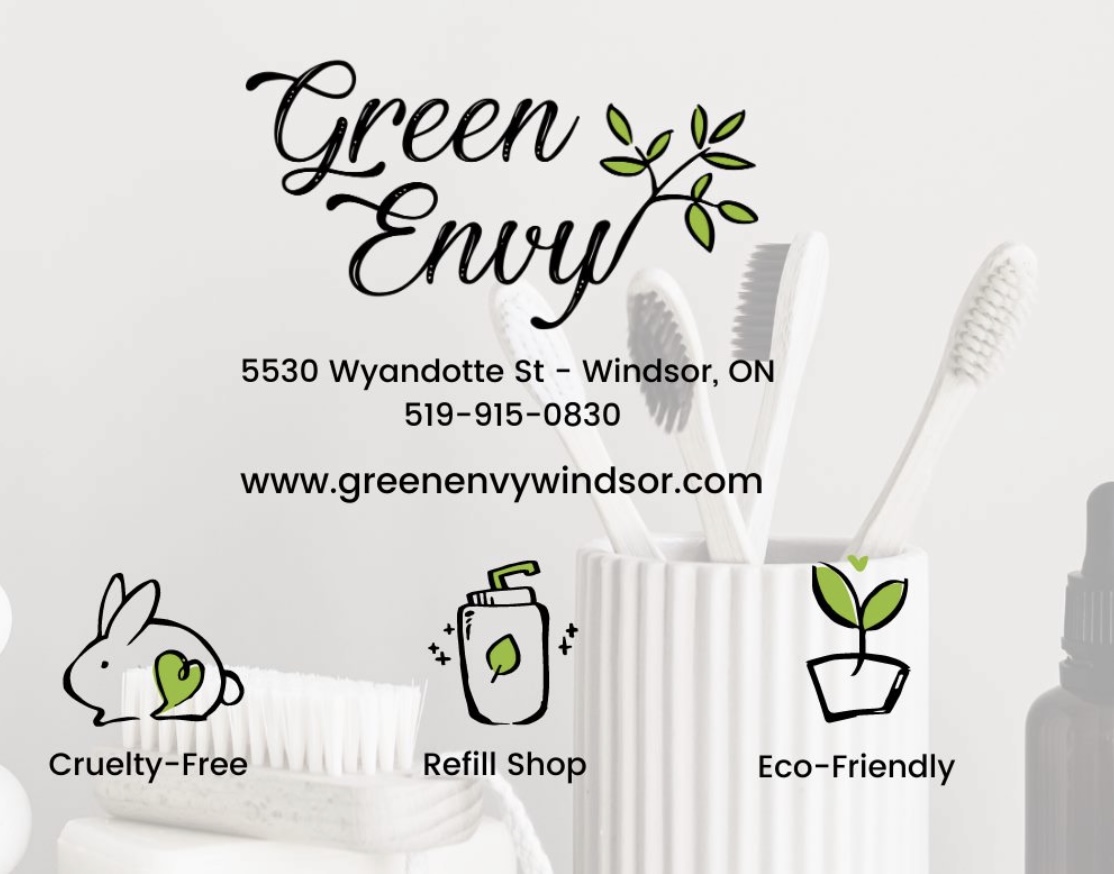 Green
Envy
5530 Wyandotte St - Windsor, ON
519-915-0830
www.greenenvywindsor.com
Cruelty-Free
Refill Shop
Eco-Friendly